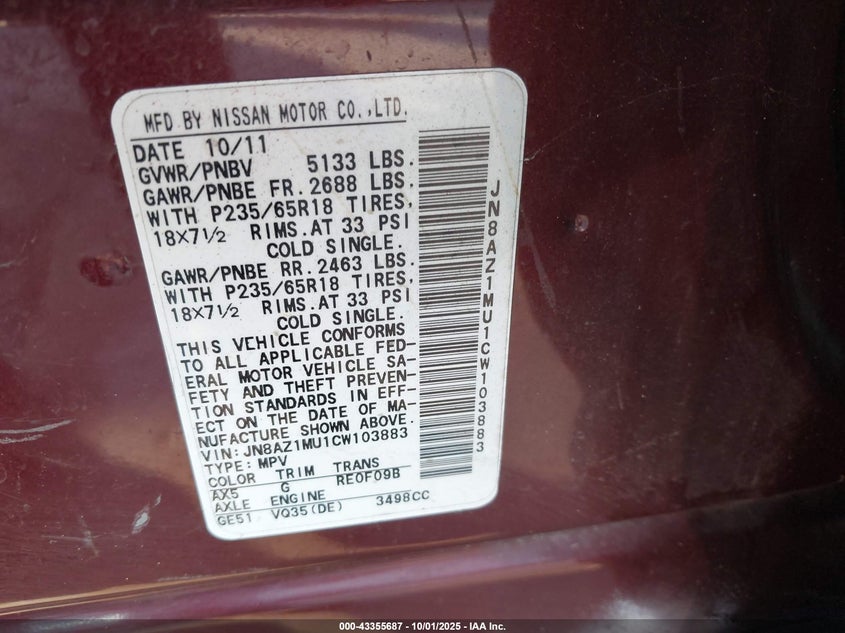 MFD BY NISSAN MOTOR CO.,LTD.
DATE 10/11
GVWR/PNBV 5133 LBS.
GAWR/PNBE FR. 2688 LBS.
WITH P235/65R18 TIRES,
18X7½ RIMS.AT 33 PSI
COLD SINGLE.
GAWR/PNBE RR. 2463 LBS.
WITH P235/65R18 TIRES,
18X7½ RIMS.AT 33 PSI
COLD SINGLE.
THIS VEHICLE CONFORMS
TO ALL APPLICABLE FED-
ERAL MOTOR VEHICLE SA-
FETY AND THEFT PREVEN-
TION STANDARDS IN EFF-
ECT ON THE DATE OF MA-
NUFACTURE SHOWN ABOVE.
VIN:JN8AZ1MU1CW103883
TYPE:MPV
COLOR TRIM TRANS
AX5 G RE0F09B
AXLE ENGINE
GE51 VQ35(DE) 3498CC
JN8AZ1MU1CW103883
000-43355687 - 10/01/2025 - IAA Inc.